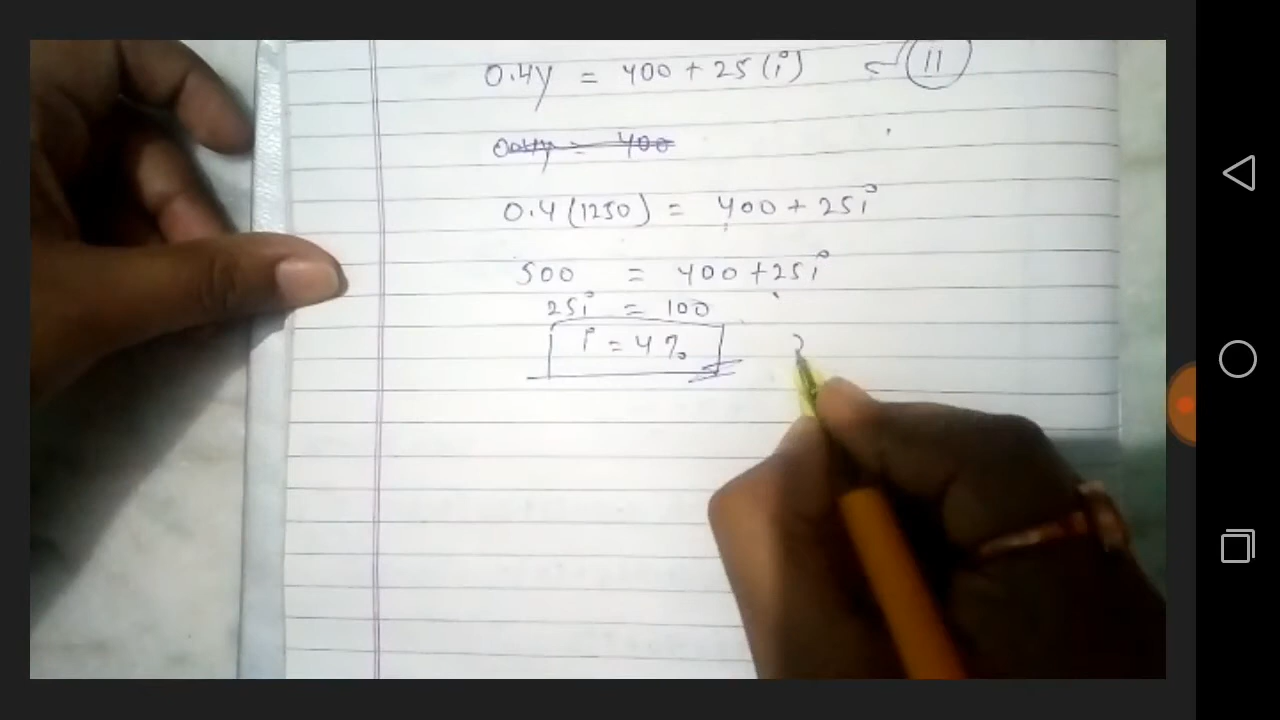 0.4y = 400 + 25(i) 11
0.4y = 400
0.4(1250) = 400 + 25i
500 = 400 + 25i
25i = 100
i = 4%